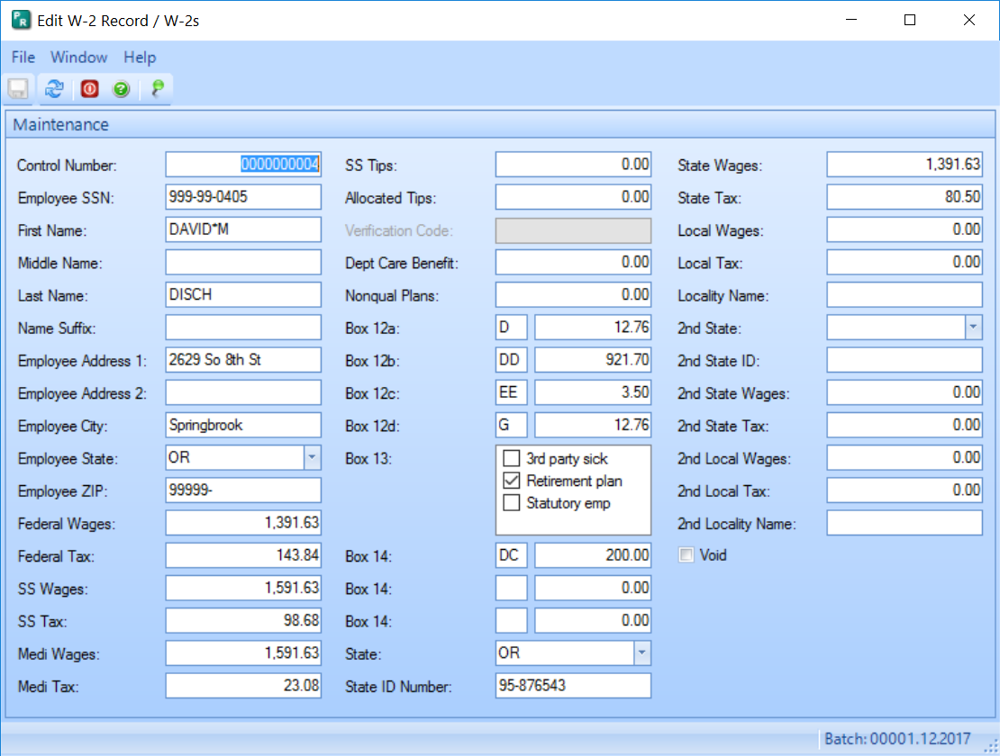 PR Edit W-2 Record / W-2s
File Window Help
Maintenance
Control Number: 0000000004
Employee SSN: 999-99-0405
First Name: DAVID*M
Middle Name:
Last Name: DISCH
Name Suffix:
Employee Address 1: 2629 So 8th St
Employee Address 2:
Employee City: Springbrook
Employee State: OR
Employee ZIP: 99999-
Federal Wages: 1,391.63
Federal Tax: 143.84
SS Wages: 1,591.63
SS Tax: 98.68
Medi Wages: 1,591.63
Medi Tax: 23.08
SS Tips: 0.00
Allocated Tips: 0.00
Verification Code:
Dept Care Benefit: 0.00
Nonqual Plans: 0.00
Box 12a: D 12.76
Box 12b: DD 921.70
Box 12c: EE 3.50
Box 12d: G 12.76
Box 13: 3rd party sick
Retirement plan
Statutory emp
Box 14: DC 200.00
Box 14: 0.00
Box 14: 0.00
State: OR
State ID Number: 95-876543
State Wages: 1,391.63
State Tax: 80.50
Local Wages: 0.00
Local Tax: 0.00
Locality Name:
2nd State:
2nd State ID:
2nd State Wages: 0.00
2nd State Tax: 0.00
2nd Local Wages: 0.00
2nd Local Tax: 0.00
2nd Locality Name:
Void
Batch: 00001.12.2017